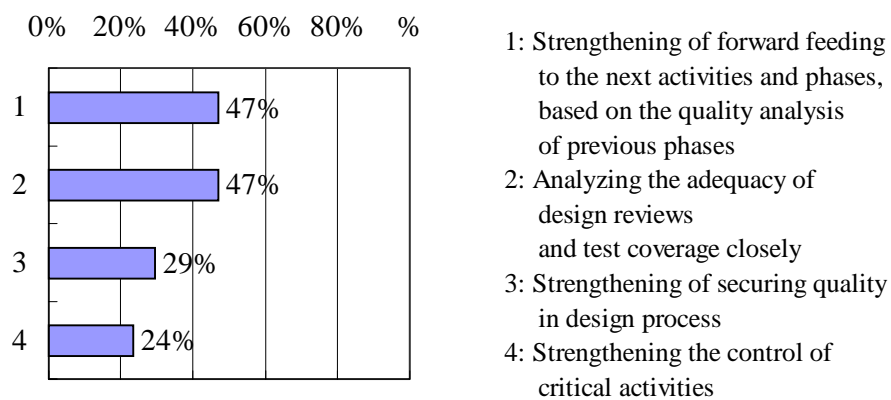 0% 20% 40% 60% 80% %
1 47%
2 47%
3 29%
4 24%
1: Strengthening of forward feeding
to the next activities and phases,
based on the quality analysis
of previous phases
2: Analyzing the adequacy of
design reviews
and test coverage closely
3: Strengthening of securing quality
in design process
4: Strengthening the control of
critical activities